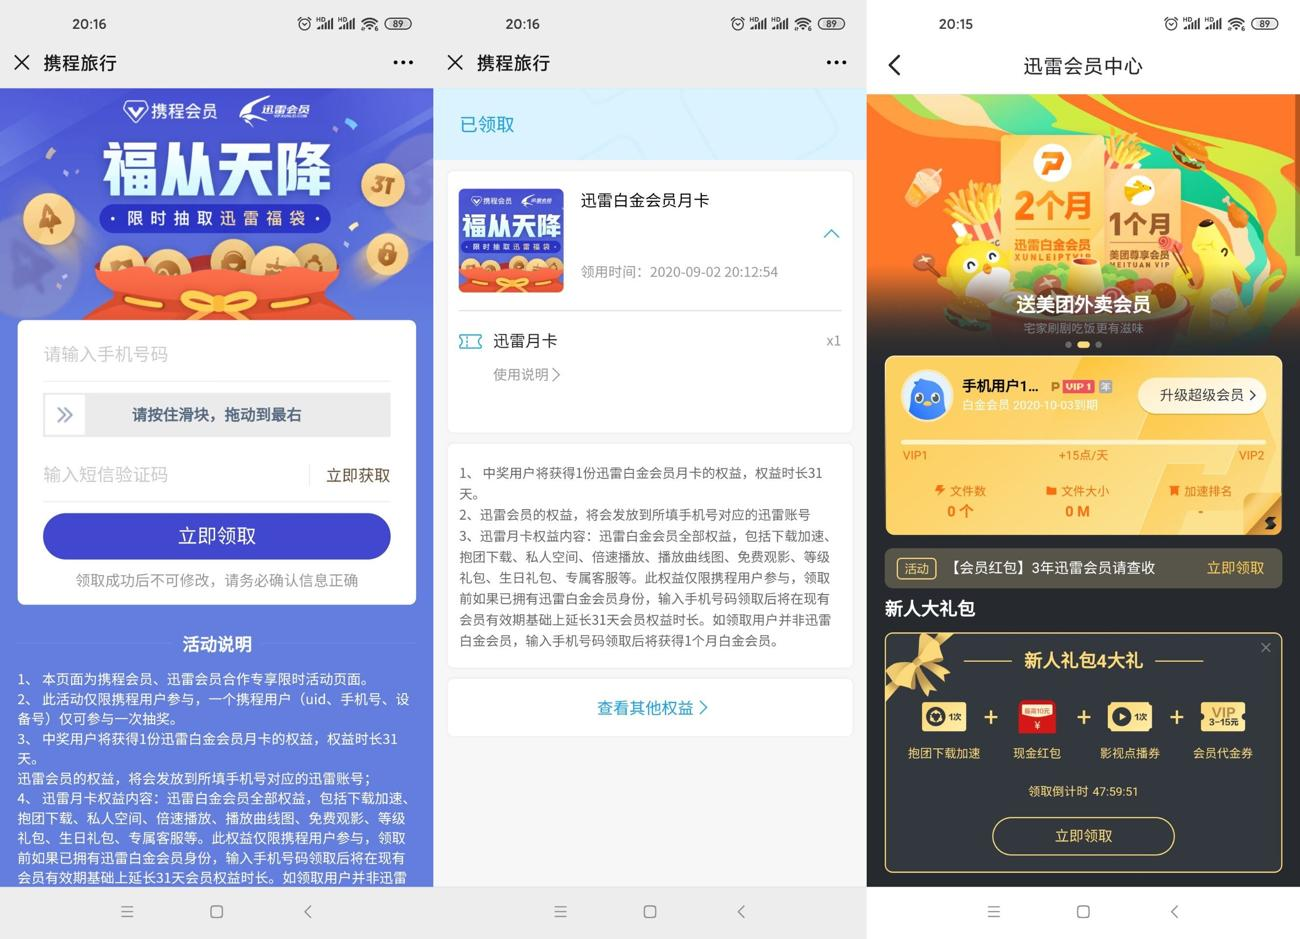 20:16
HD HD 6 89
携程旅行
携程会员 迅雷会员
VIP.XUNLEI.COM
福从天降
· 限时抽取迅雷福袋 ·
3T
请输入手机号码
请按住滑块，拖动到最右
输入短信验证码 立即获取
立即领取
领取成功后不可修改，请务必确认信息正确
活动说明
1、 本页面为携程会员、迅雷会员合作专享限时活动页面。
2、 此活动仅限携程用户参与，一个携程用户（uid、手机号、设
备号）仅可参与一次抽奖。
3、 中奖用户将获得1份迅雷白金会员月卡的权益，权益时长31
天。
迅雷会员的权益，将会发放到所填手机号对应的迅雷账号；
4、 迅雷月卡权益内容：迅雷白金会员全部权益，包括下载加速、
抱团下载、私人空间、倍速播放、播放曲线图、免费观影、等级
礼包、生日礼包、专属客服等。此权益仅限携程用户参与，领取
前如果已拥有迅雷白金会员身份，输入手机号码领取后将在现有
会员有效期基础上延长31天会员权益时长。如领取用户并非迅雷
20:16
HD HD 6 89
携程旅行
已领取
携程会员 迅雷会员
福从天降
· 限时抽取迅雷福袋 ·
迅雷白金会员月卡
领用时间：2020-09-02 20:12:54
迅雷月卡 x1
使用说明
1、 中奖用户将获得1份迅雷白金会员月卡的权益，权益时长31
天。
2、迅雷会员的权益，将会发放到所填手机号对应的迅雷账号
3、迅雷月卡权益内容：迅雷白金会员全部权益，包括下载加速、
抱团下载、私人空间、倍速播放、播放曲线图、免费观影、等级
礼包、生日礼包、专属客服等。此权益仅限携程用户参与，领取
前如果已拥有迅雷白金会员身份，输入手机号码领取后将在现有
会员有效期基础上延长31天会员权益时长。如领取用户并非迅雷
白金会员，输入手机号码领取后将获得1个月白金会员。
查看其他权益
20:15
HD HD 6 89
迅雷会员中心
2个月
迅雷白金会员
XUNLEIPTVIP
1个月
美团尊享会员
MEITUAN VIP
送美团外卖会员
宅家刷剧吃饭更有滋味
手机用户1... P VIP 1 年
白金会员 2020-10-03到期
升级超级会员
VIP1 +15点/天 VIP2
文件数 文件大小 加速排名
0 个 0 M -
活动 【会员红包】3年迅雷会员请查收 立即领取
新人大礼包
新人礼包4大礼
1次 + 最高10元 ¥ + 1次 + VIP 3-15元
抱团下载加速 现金红包 影视点播券 会员代金券
领取倒计时 47:59:51
立即领取